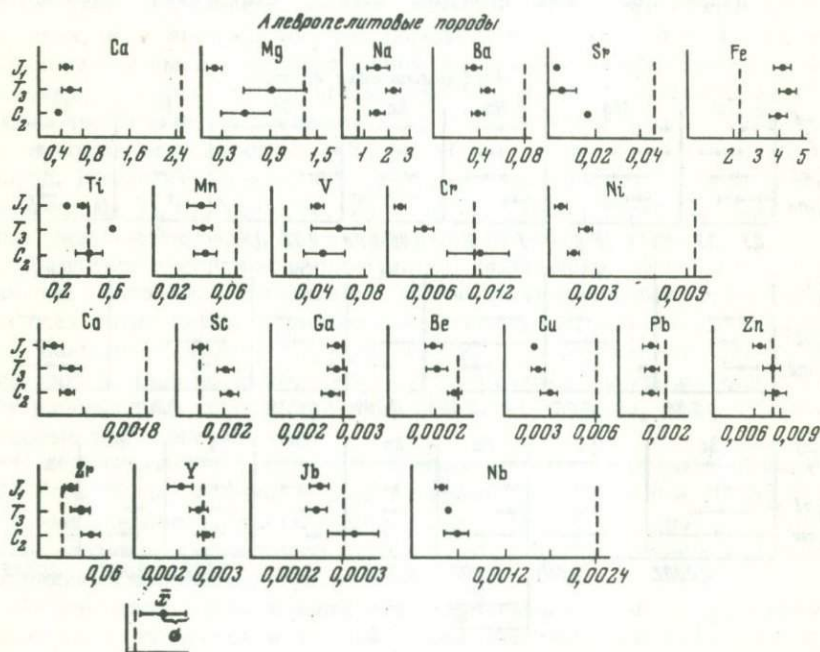 Алевропелитовые породы
Ca Mg Na Ba Sr Fe
J₁
T₃
C₂
0,4 0,8 1,6 2,4 0,3 0,9 1,5 1 2 3 0,4 0,08 0,02 0,04 2 3 4 5
Ti Mn V Cr Ni
J₁
T₃
C₂
0,2 0,6 0,02 0,06 0,04 0,08 0,006 0,012 0,003 0,009
Co Sc Ga Be Cu Pb Zn
J₁
T₃
C₂
0,0018 0,002 0,002 0,003 0,0002 0,003 0,006 0,002 0,006 0,009
Zr Y Jb Nb
J₁
T₃
C₂
0,06 0,002 0,003 0,0002 0,0003 0,0012 0,0024
x̄